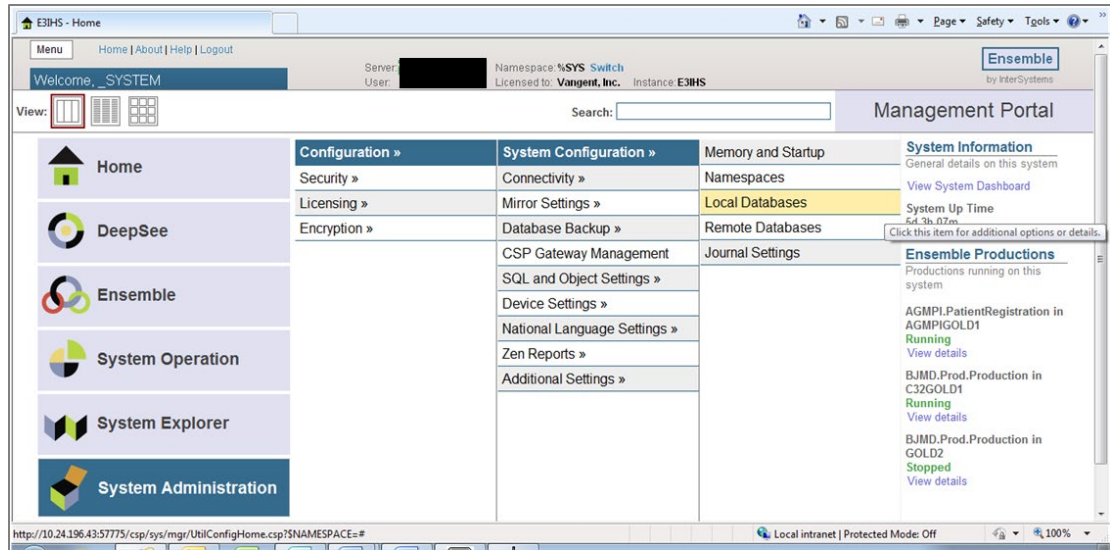 E3IHS - Home
Page Safety Tools
Menu Home | About | Help | Logout
Server: Namespace: %SYS Switch
Welcome, _SYSTEM
User: Licensed to: Vangent, Inc. Instance: E3IHS
Ensemble
by InterSystems
View: Search: Management Portal
Home
DeepSee
Ensemble
System Operation
System Explorer
System Administration
Configuration »
Security »
Licensing »
Encryption »
System Configuration »
Connectivity »
Mirror Settings »
Database Backup »
CSP Gateway Management
SQL and Object Settings »
Device Settings »
National Language Settings »
Zen Reports »
Additional Settings »
Memory and Startup
Namespaces
Local Databases
Remote Databases
Journal Settings
System Information
General details on this system
View System Dashboard
System Up Time
5d 3h 07m
Click this item for additional options or details.
Ensemble Productions
Productions running on this
system
AGMPI.PatientRegistration in
AGMPIGOLD1
Running
View details
BJMD.Prod.Production in
C32GOLD1
Running
View details
BJMD.Prod.Production in
GOLD2
Stopped
View details
http://10.24.196.43:57775/csp/sys/mgr/UtilConfigHome.csp?$NAMESPACE=# Local intranet | Protected Mode: Off 100%